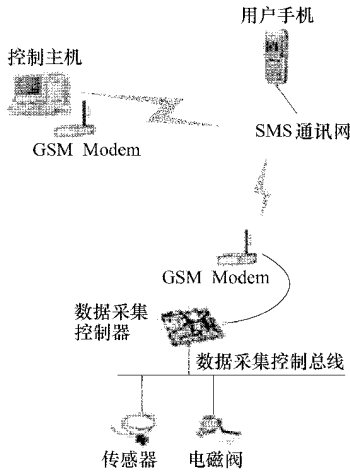 用户手机
控制主机
GSM Modem
SMS通讯网
GSM Modem
数据采集
控制器
数据采集控制总线
传感器
电磁阀